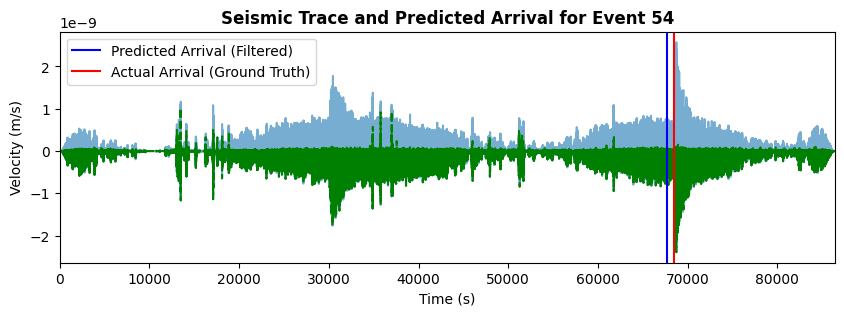 Seismic Trace and Predicted Arrival for Event 54
1e−9
Predicted Arrival (Filtered)
Actual Arrival (Ground Truth)
Velocity (m/s)
2
1
0
−1
−2
0 10000 20000 30000 40000 50000 60000 70000 80000
Time (s)